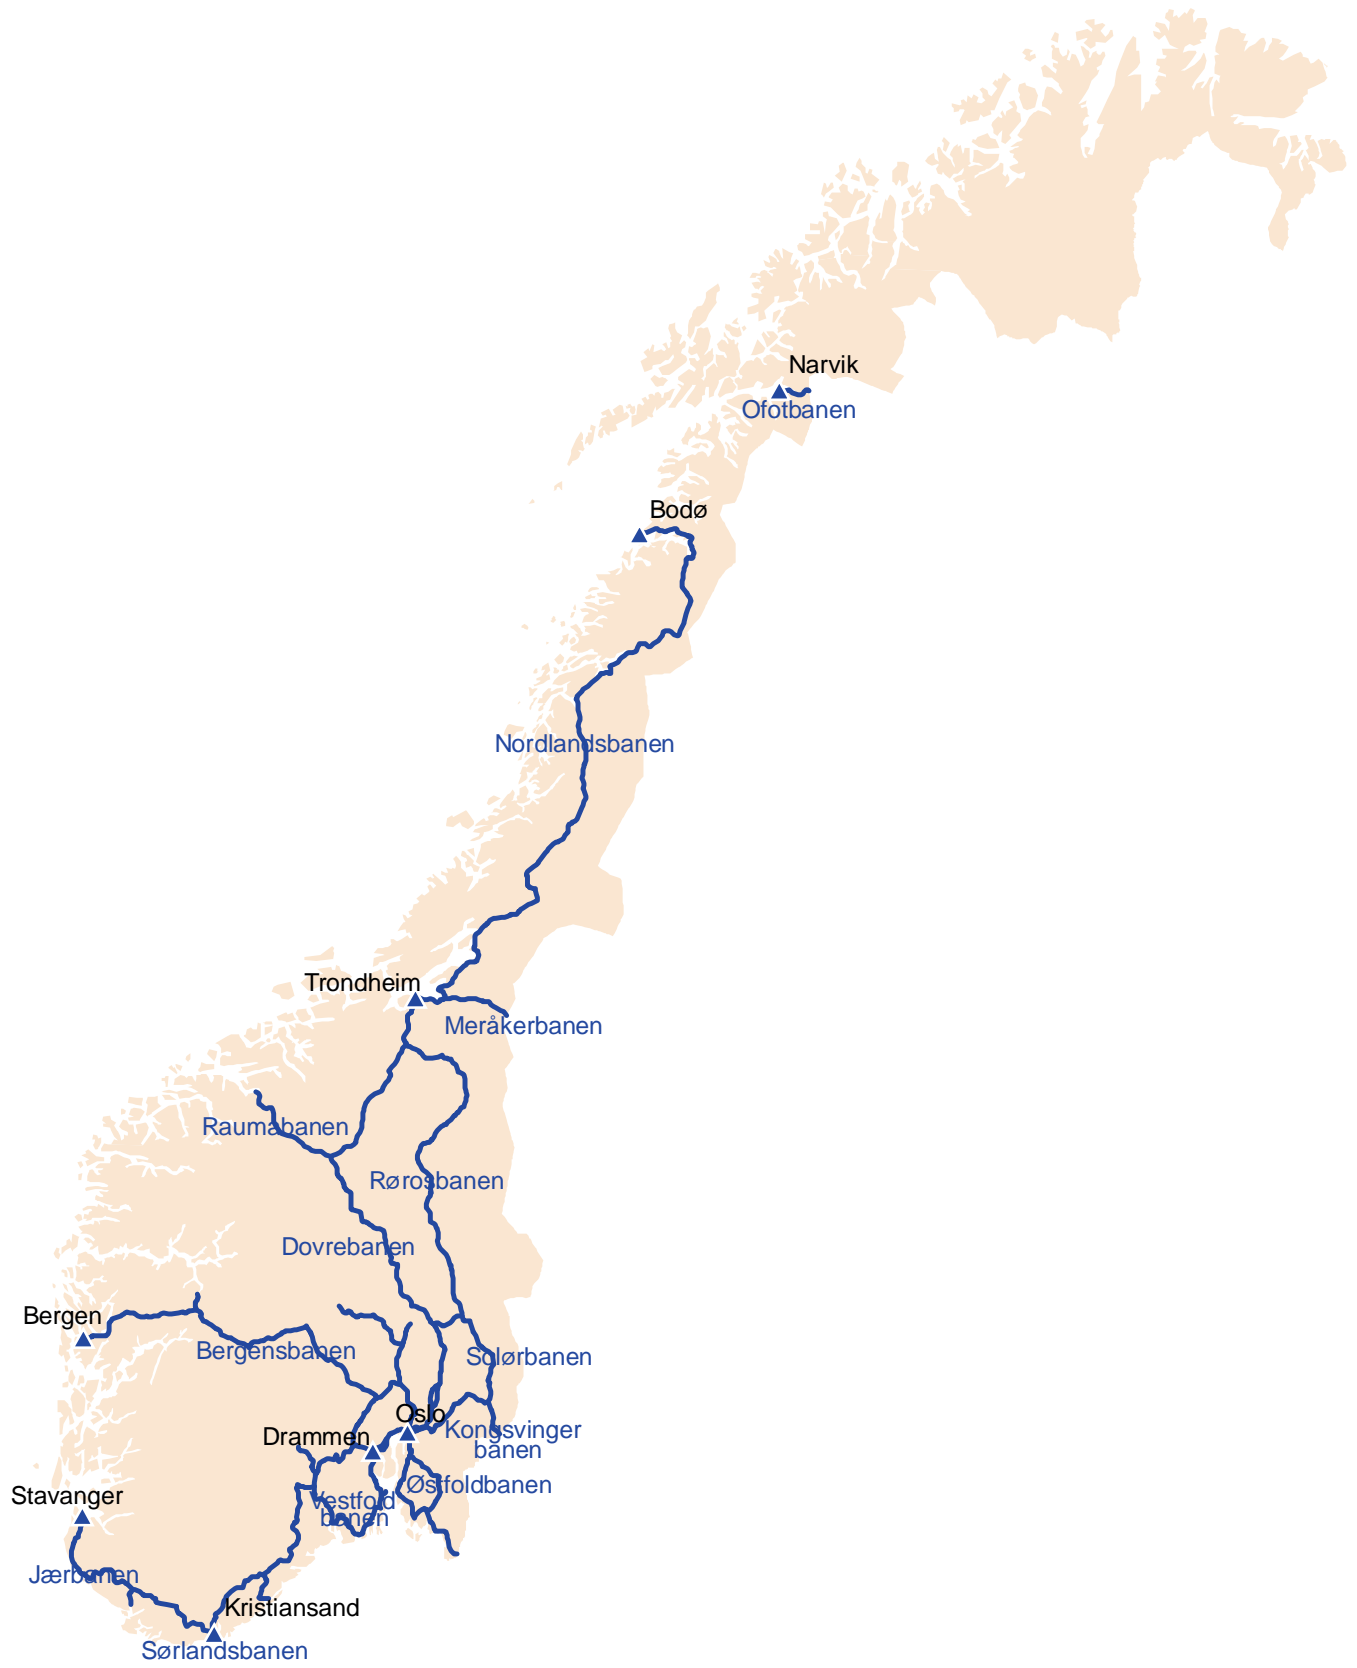 Narvik
Ofotbanen
Bodø
Nordlandsbanen
Trondheim
Meråkerbanen
Raumabanen
Rørosbanen
Dovrebanen
Bergen
Bergensbanen
Solørbanen
Oslo
Drammen
Kongsvinger
banen
Østfoldbanen
Stavanger
Vestfold
banen
Jærbanen
Kristiansand
Sørlandsbanen